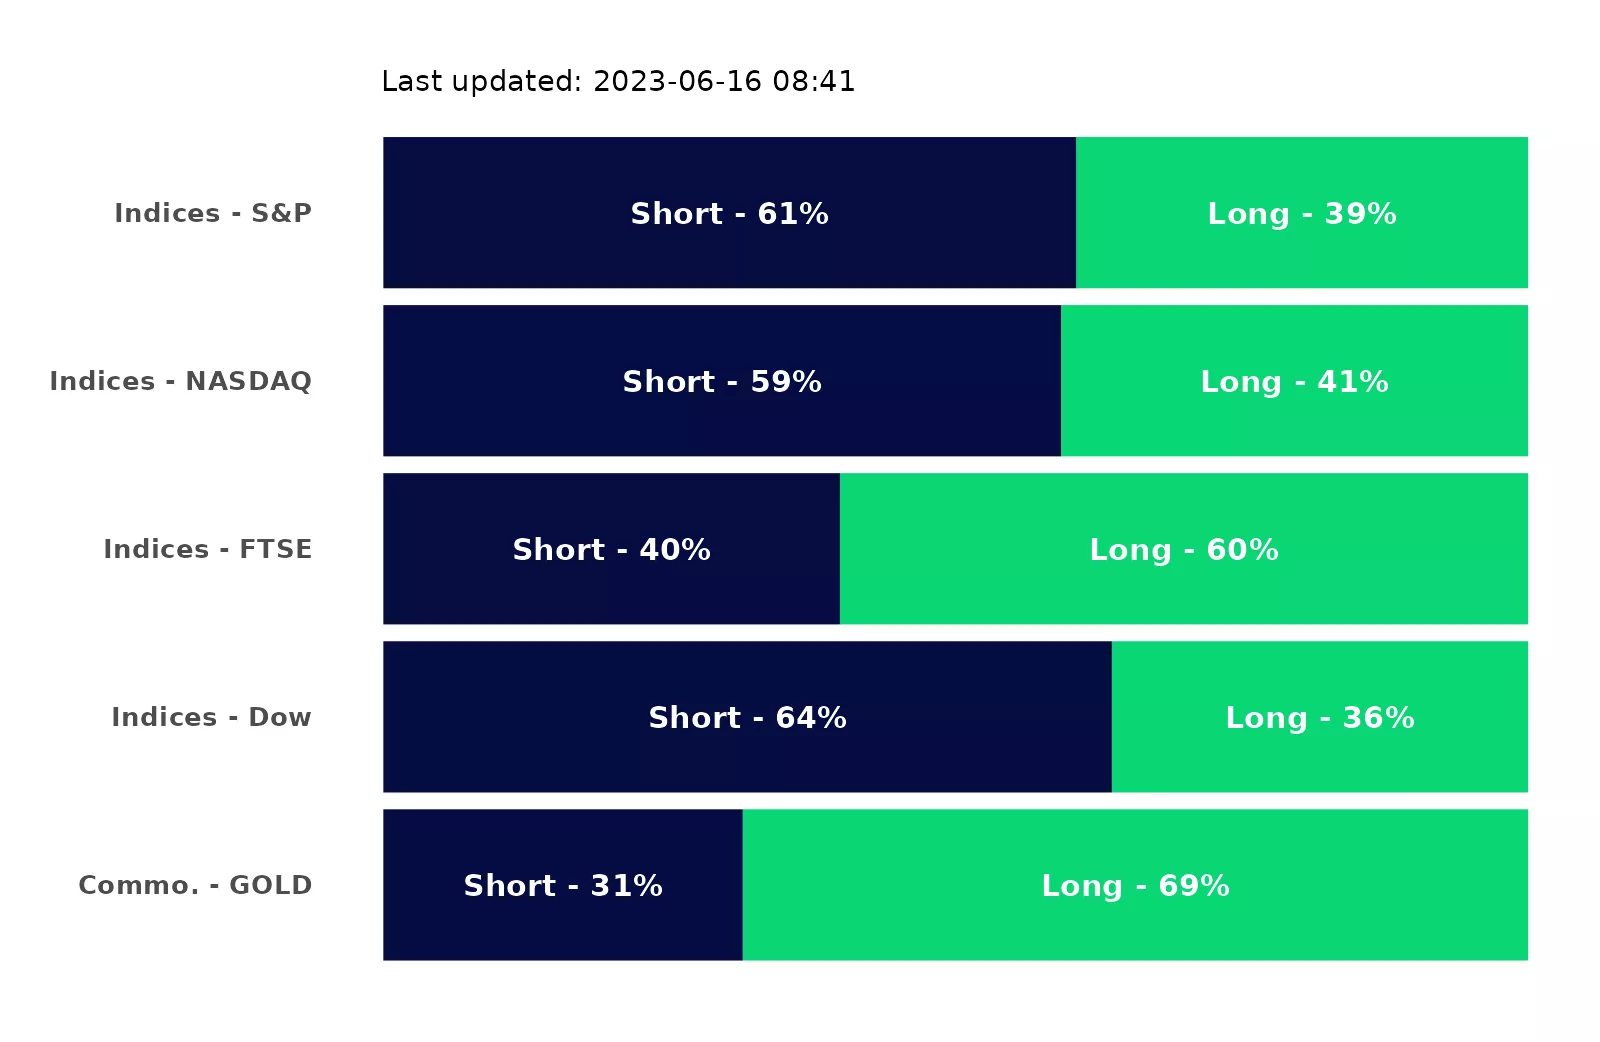 Last updated: 2023-06-16 08:41
Indices - S&P Short - 61% Long - 39%
Indices - NASDAQ Short - 59% Long - 41%
Indices - FTSE Short - 40% Long - 60%
Indices - Dow Short - 64% Long - 36%
Commo. - GOLD Short - 31% Long - 69%